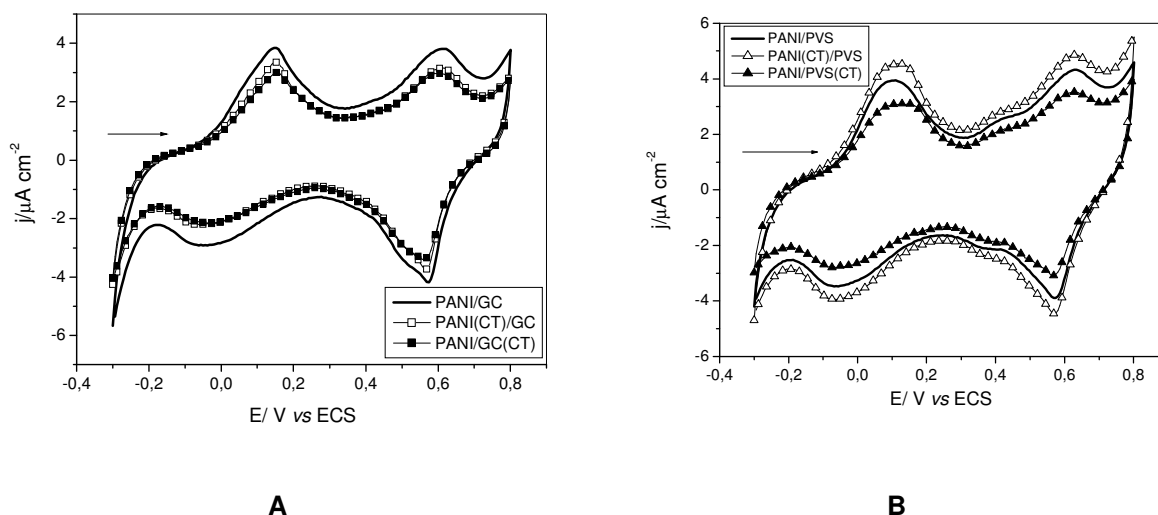 4
2
0
-2
-4
-6
j/µA cm-2
PANI/GC
PANI(CT)/GC
PANI/GC(CT)
-0,4 -0,2 0,0 0,2 0,4 0,6 0,8
E/ V vs ECS
A
6
4
2
0
-2
-4
-6
j/µA cm-2
PANI/PVS
PANI(CT)/PVS
PANI/PVS(CT)
-0,4 -0,2 0,0 0,2 0,4 0,6 0,8
E/ V vs ECS
B